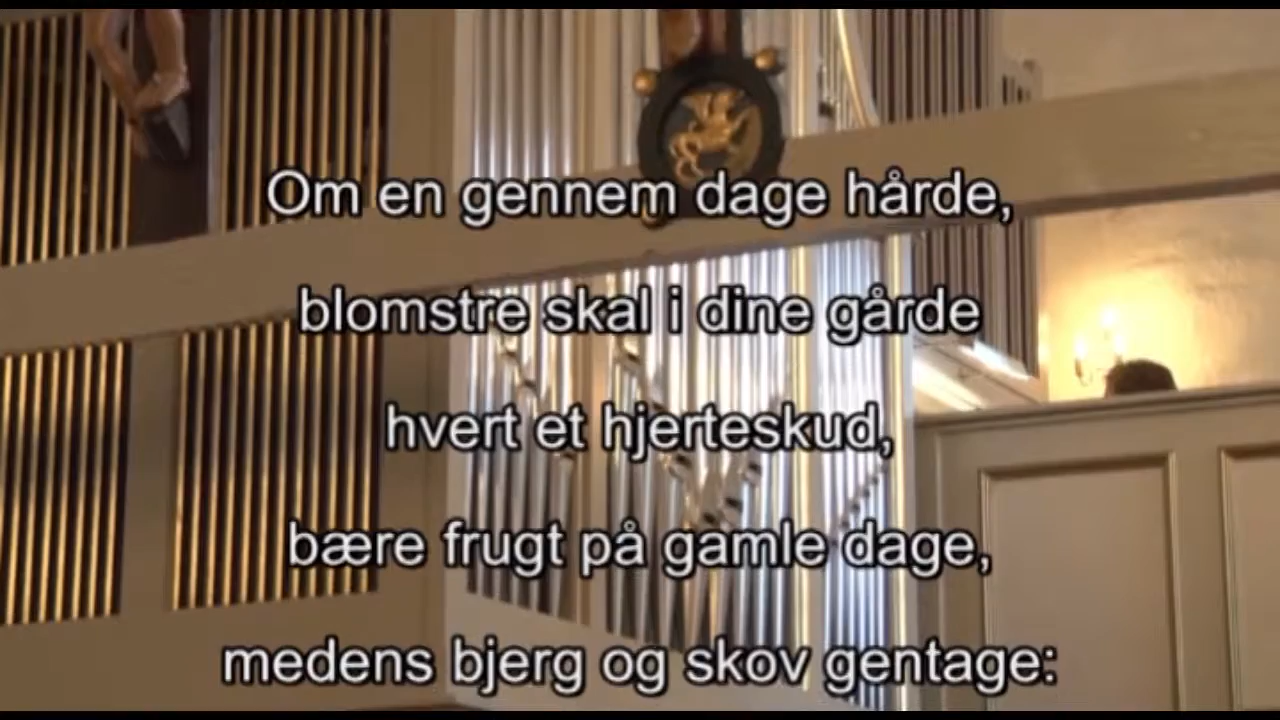 Om en gennem dage hårde,
blomstre skal i dine gårde
hvert et hjerteskud,
bære frugt på gamle dage,
medens bjerg og skov gentage: